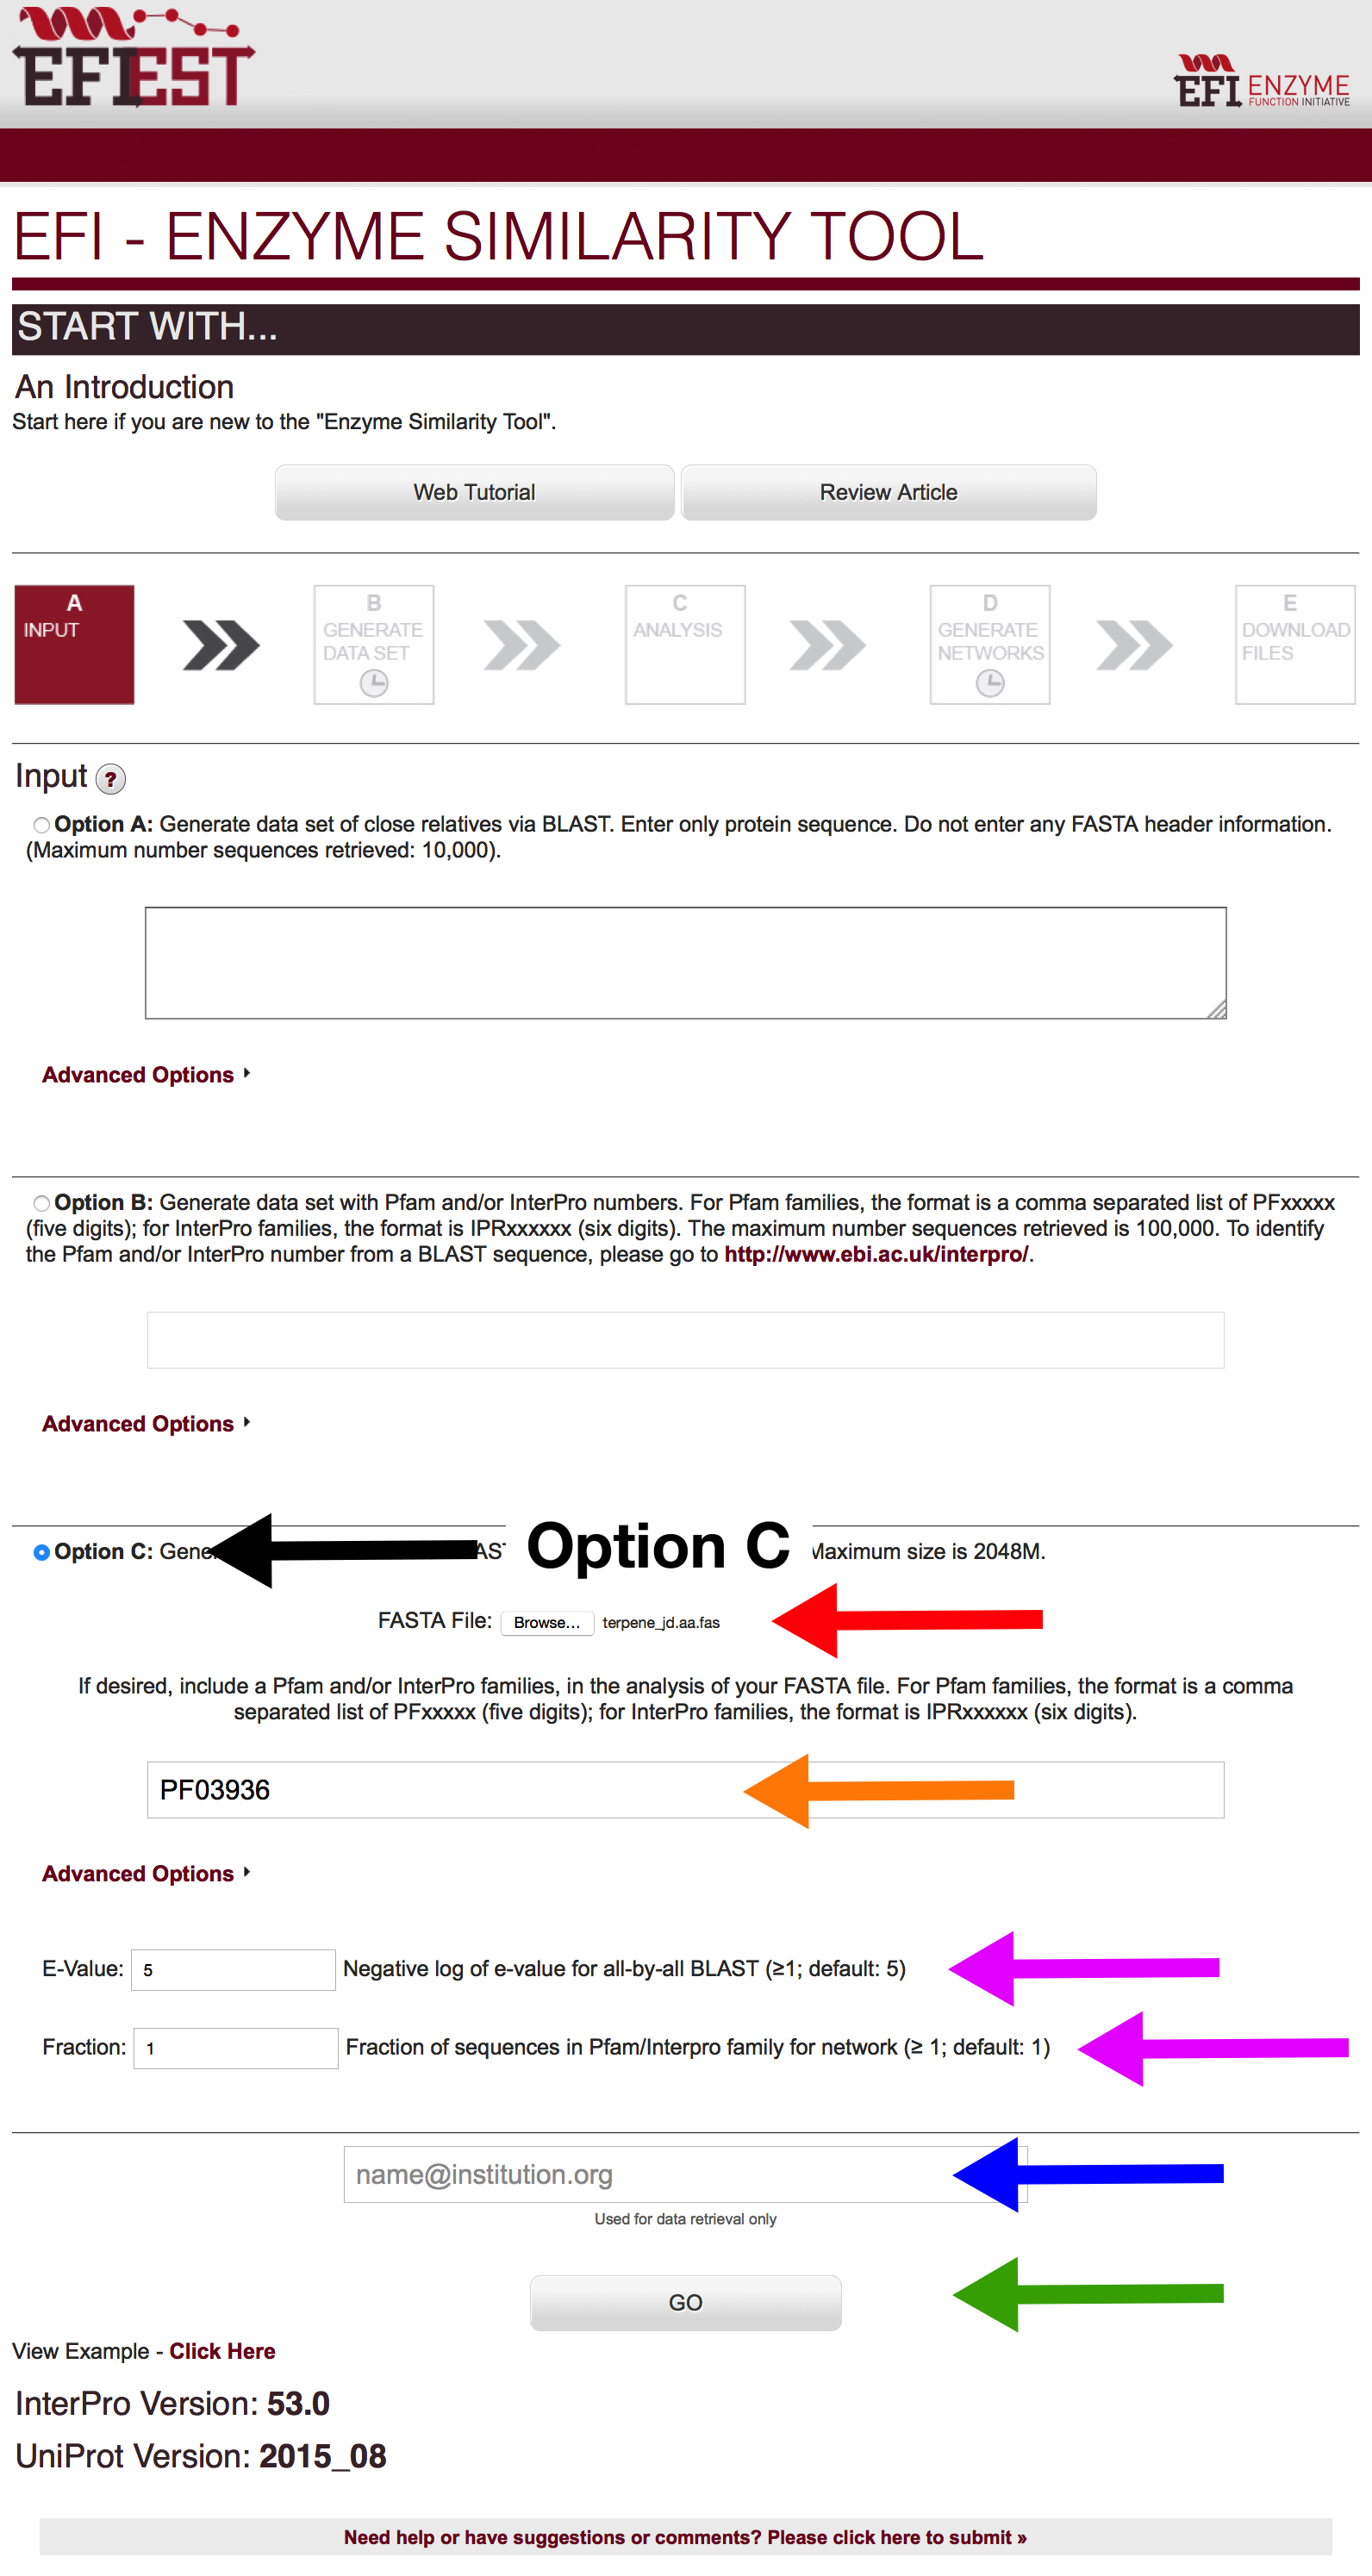 EFIEST
EFI ENZYME
FUNCTION INITIATIVE
EFI - ENZYME SIMILARITY TOOL
START WITH...
An Introduction
Start here if you are new to the "Enzyme Similarity Tool".
Web Tutorial Review Article
A B C D E
INPUT GENERATE ANALYSIS GENERATE DOWNLOAD
DATA SET NETWORKS FILES
Input ?
Option A: Generate data set of close relatives via BLAST. Enter only protein sequence. Do not enter any FASTA header information.
(Maximum number sequences retrieved: 10,000).
Advanced Options
Option B: Generate data set with Pfam and/or InterPro numbers. For Pfam families, the format is a comma separated list of PFxxxxx
(five digits); for InterPro families, the format is IPRxxxxxx (six digits). The maximum number sequences retrieved is 100,000. To identify
the Pfam and/or InterPro number from a BLAST sequence, please go to http://www.ebi.ac.uk/interpro/.
Advanced Options
Option C: Option C Maximum size is 2048M.
FASTA File: Browse... terpene_jd.aa.fas
If desired, include a Pfam and/or InterPro families, in the analysis of your FASTA file. For Pfam families, the format is a comma
separated list of PFxxxxx (five digits); for InterPro families, the format is IPRxxxxxx (six digits).
PF03936
Advanced Options
E-Value: 5 Negative log of e-value for all-by-all BLAST (≥1; default: 5)
Fraction: 1 Fraction of sequences in Pfam/Interpro family for network (≥ 1; default: 1)
name@institution.org
Used for data retrieval only
GO
View Example - Click Here
InterPro Version: 53.0
UniProt Version: 2015_08
Need help or have suggestions or comments? Please click here to submit »